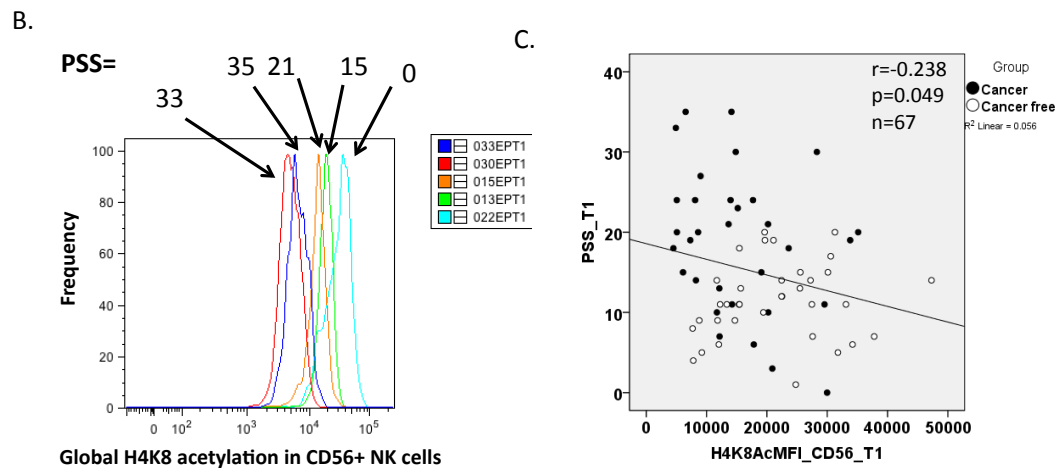 B.
PSS=
33
35
21
15
0
100
80
60
40
20
0
Frequency
0 10² 10³ 10⁴ 10⁵
Global H4K8 acetylation in CD56+ NK cells
033EPT1
030EPT1
015EPT1
013EPT1
022EPT1
C.
r=-0.238
p=0.049
n=67
Group
Cancer
Cancer free
R² Linear = 0.056
40
30
20
10
0
PSS_T1
0 10000 20000 30000 40000 50000
H4K8AcMFI_CD56_T1